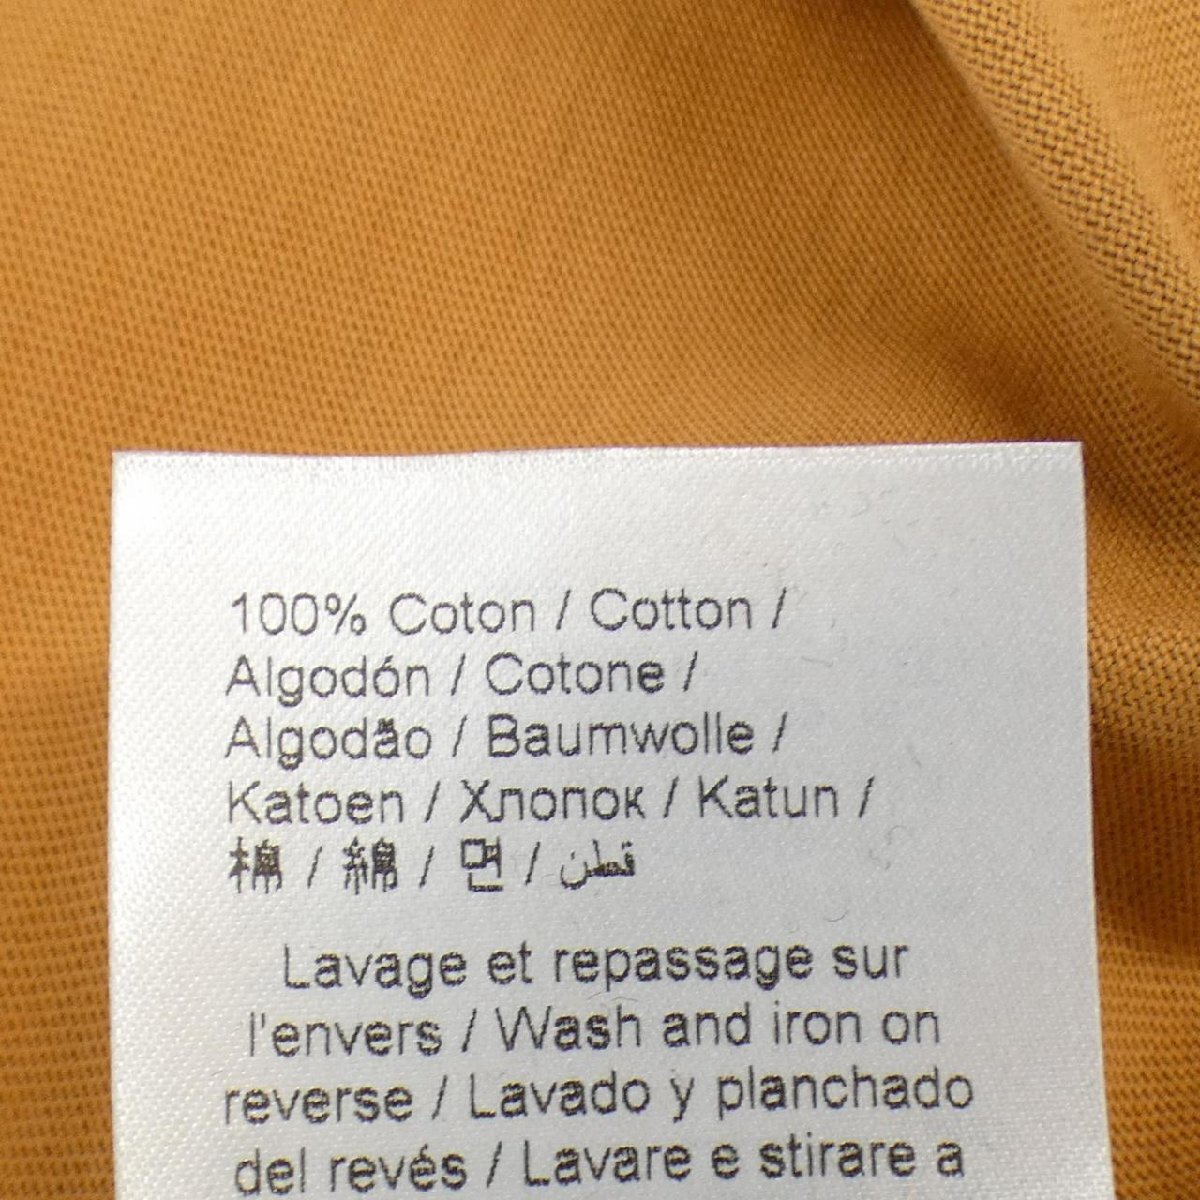 100% Coton / Cotton /
Algodón / Cotone /
Algodão / Baumwolle /
Katoen / Хлопок / Katun /
棉 / 綿 / 면 / قطن
Lavage et repassage sur
l'envers / Wash and iron on
reverse / Lavado y planchado
del revés / Lavare e stirare a